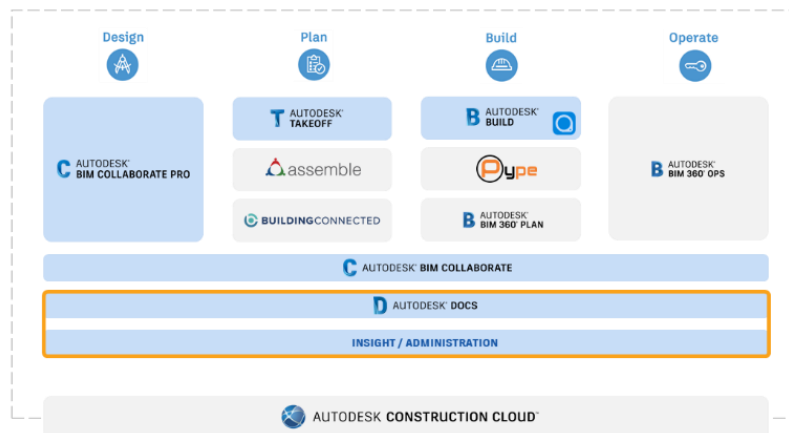 Design
Plan
Build
Operate
C AUTODESK®
BIM COLLABORATE PRO
T AUTODESK®
TAKEOFF
assemble
BUILDINGCONNECTED
B AUTODESK®
BUILD
Pype
B AUTODESK®
BIM 360® PLAN
B AUTODESK®
BIM 360® OPS
C AUTODESK® BIM COLLABORATE
D AUTODESK® DOCS
INSIGHT / ADMINISTRATION
AUTODESK CONSTRUCTION CLOUD™